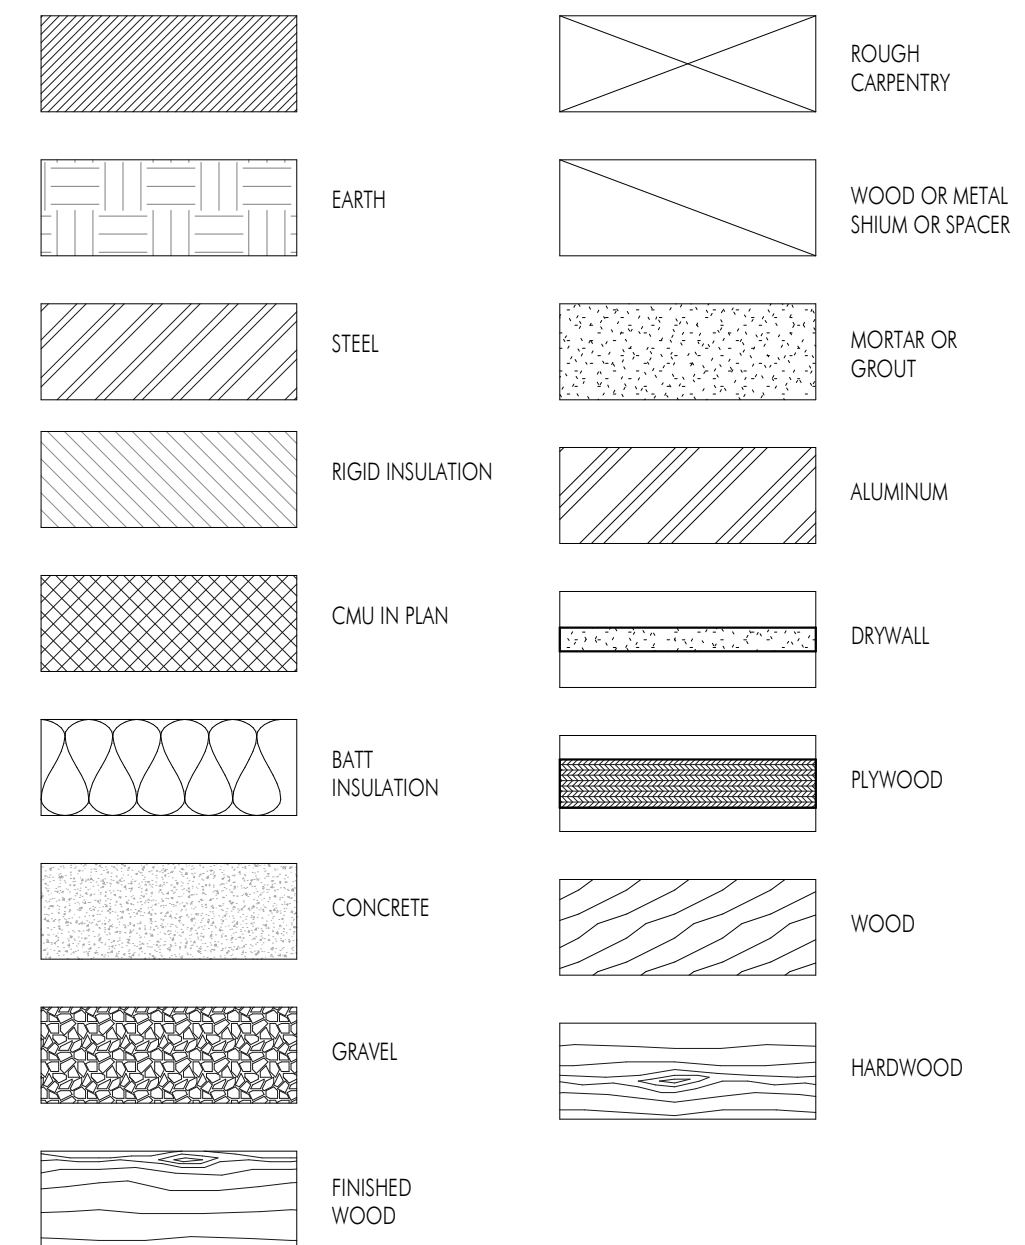 EARTH
STEEL
RIGID INSULATION
CMU IN PLAN
BATT
INSULATION
CONCRETE
GRAVEL
FINISHED
WOOD
ROUGH
CARPENTRY
WOOD OR METAL
SHIUM OR SPACER
MORTAR OR
GROUT
ALUMINUM
DRYWALL
PLYWOOD
WOOD
HARDWOOD